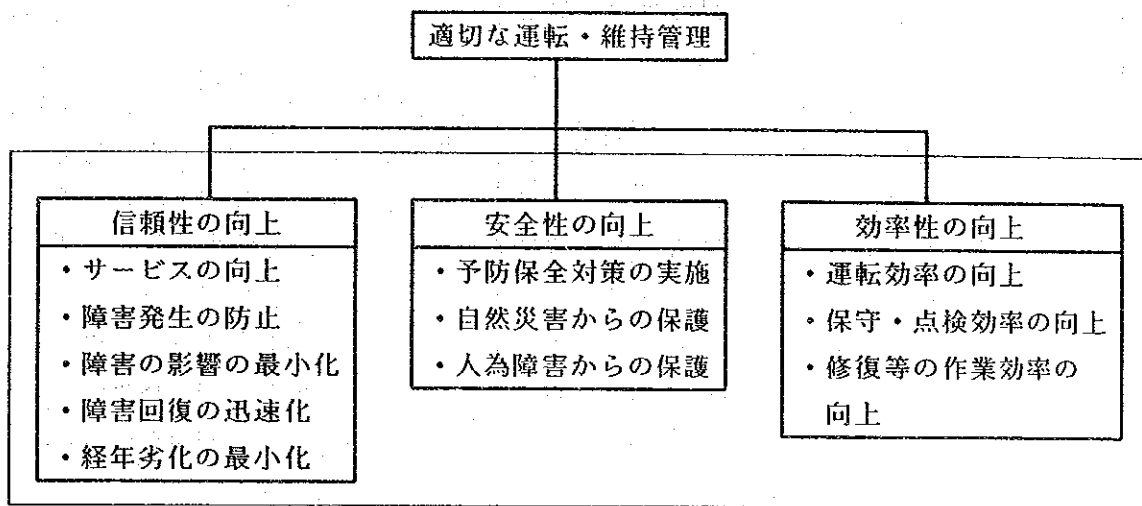 適切な運転・維持管理
信頼性の向上
・サービスの向上
・障害発生の防止
・障害の影響の最小化
・障害回復の迅速化
・経年劣化の最小化
安全性の向上
・予防保全対策の実施
・自然災害からの保護
・人為障害からの保護
効率性の向上
・運転効率の向上
・保守・点検効率の向上
・修復等の作業効率の
向上